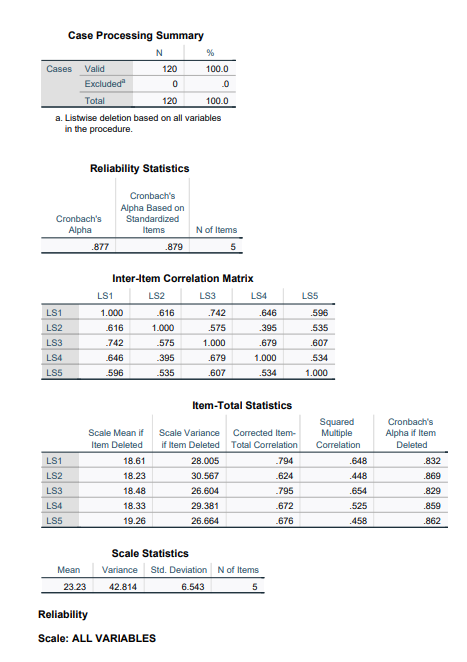 Case Processing Summary
N %
Cases Valid 120 100.0
Excludedᵃ 0 .0
Total 120 100.0
a. Listwise deletion based on all variables
in the procedure.
Reliability Statistics
Cronbach's
Alpha Based on
Cronbach's Standardized
Alpha Items N of Items
.877 .879 5
Inter-Item Correlation Matrix
LS1 LS2 LS3 LS4 LS5
LS1 1.000 .616 .742 .646 .596
LS2 .616 1.000 .575 .395 .535
LS3 .742 .575 1.000 .679 .607
LS4 .646 .395 .679 1.000 .534
LS5 .596 .535 .607 .534 1.000
Item-Total Statistics
Squared Cronbach's
Scale Mean if Scale Variance Corrected Item- Multiple Alpha if Item
Item Deleted if Item Deleted Total Correlation Correlation Deleted
LS1 18.61 28.005 .794 .648 .832
LS2 18.23 30.567 .624 .448 .869
LS3 18.48 26.604 .795 .654 .829
LS4 18.33 29.381 .672 .525 .859
LS5 19.26 26.664 .676 .458 .862
Scale Statistics
Mean Variance Std. Deviation N of Items
23.23 42.814 6.543 5
Reliability
Scale: ALL VARIABLES